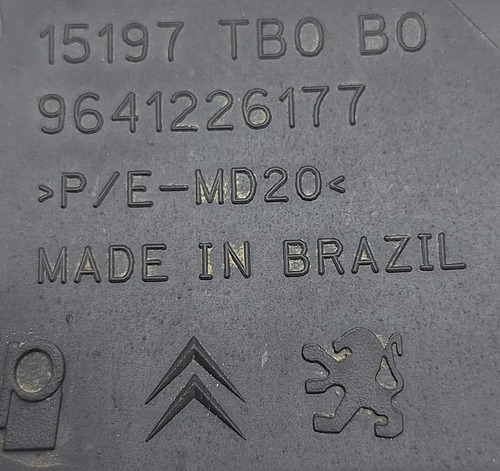 15197 TB0 B0
9641226177
>P/E-MD20<
MADE IN BRAZIL